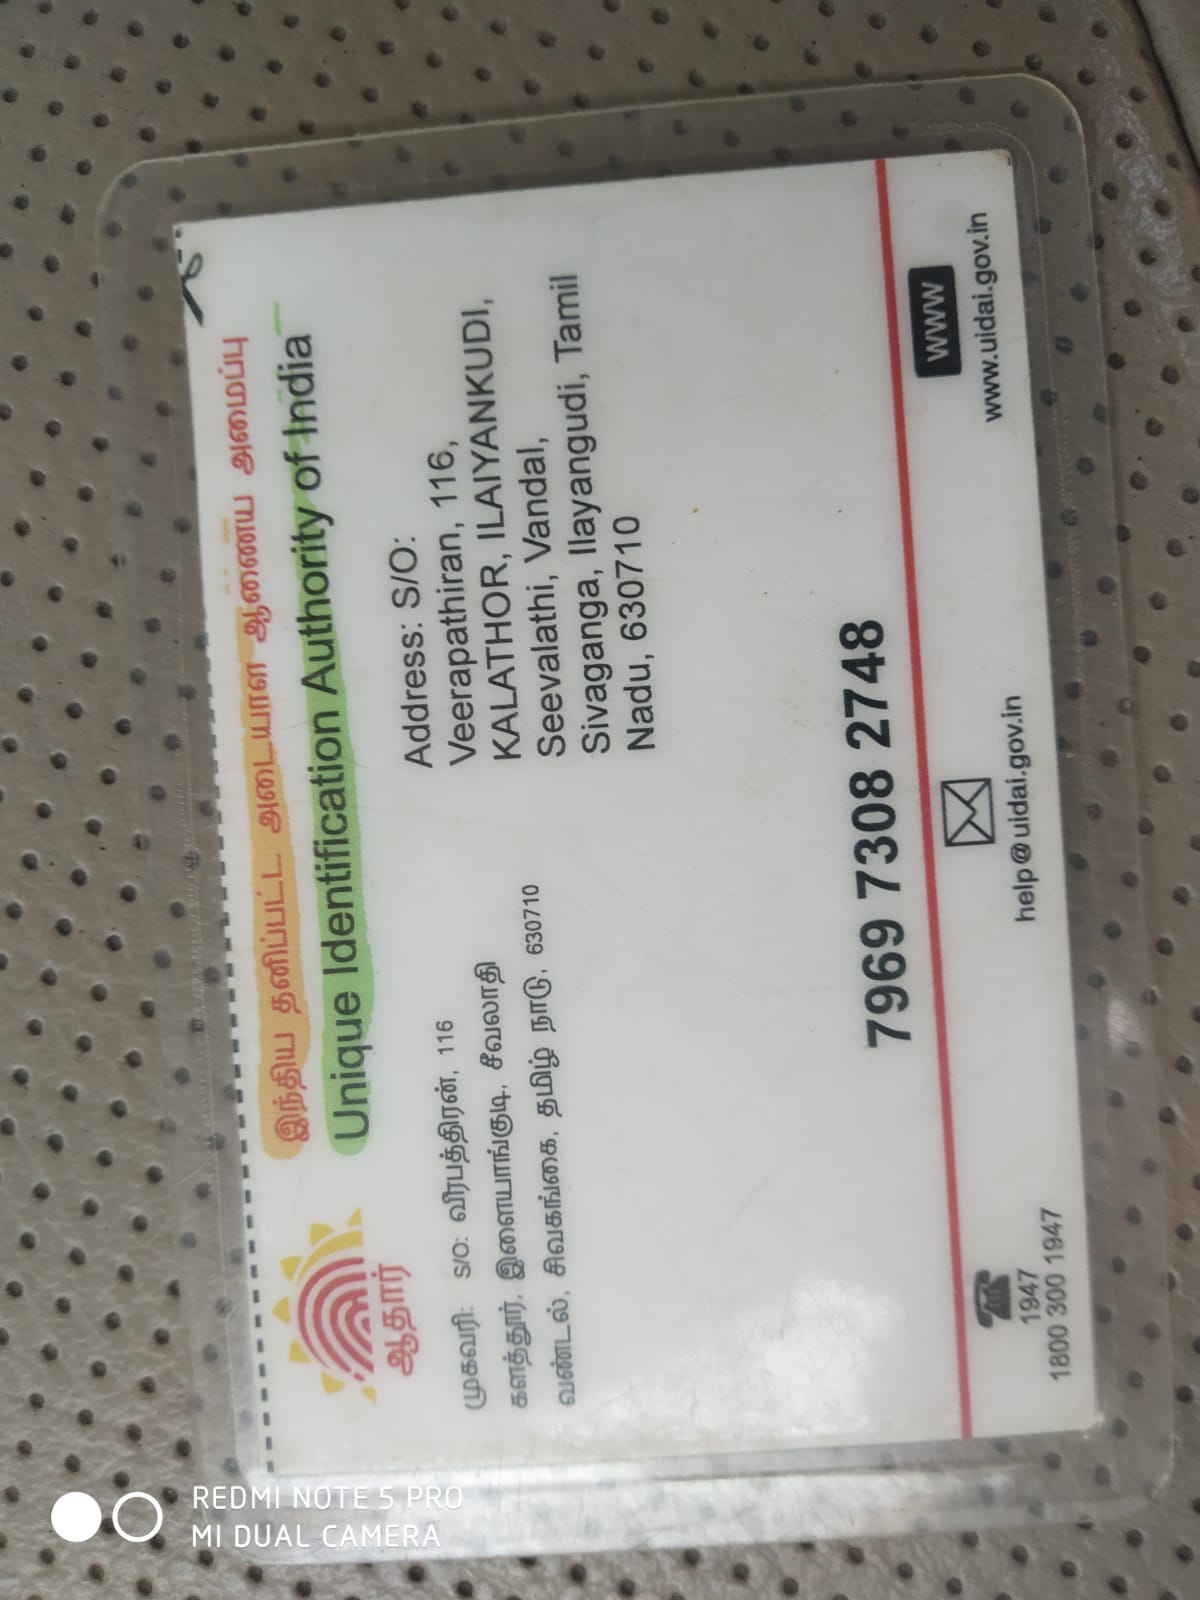 இந்திய தனிப்பட்ட அடையாள ஆணைய அமைப்பு
Unique Identification Authority of India
ஆதார்
முகவரி: S/O: வீரபத்திரன், 116
களத்தூர், இளையாங்குடி, சீவலாதி
வண்டல், சிவகங்கை, தமிழ் நாடு, 630710
Address: S/O:
Veerapathiran, 116,
KALATHOR, ILAIYANKUDI,
Seevalathi, Vandal,
Sivaganga, Ilayangudi, Tamil
Nadu, 630710
7969 7308 2748
1947
1800 300 1947
help@uidai.gov.in
WWW
www.uidai.gov.in
REDMI NOTE 5 PRO
MI DUAL CAMERA